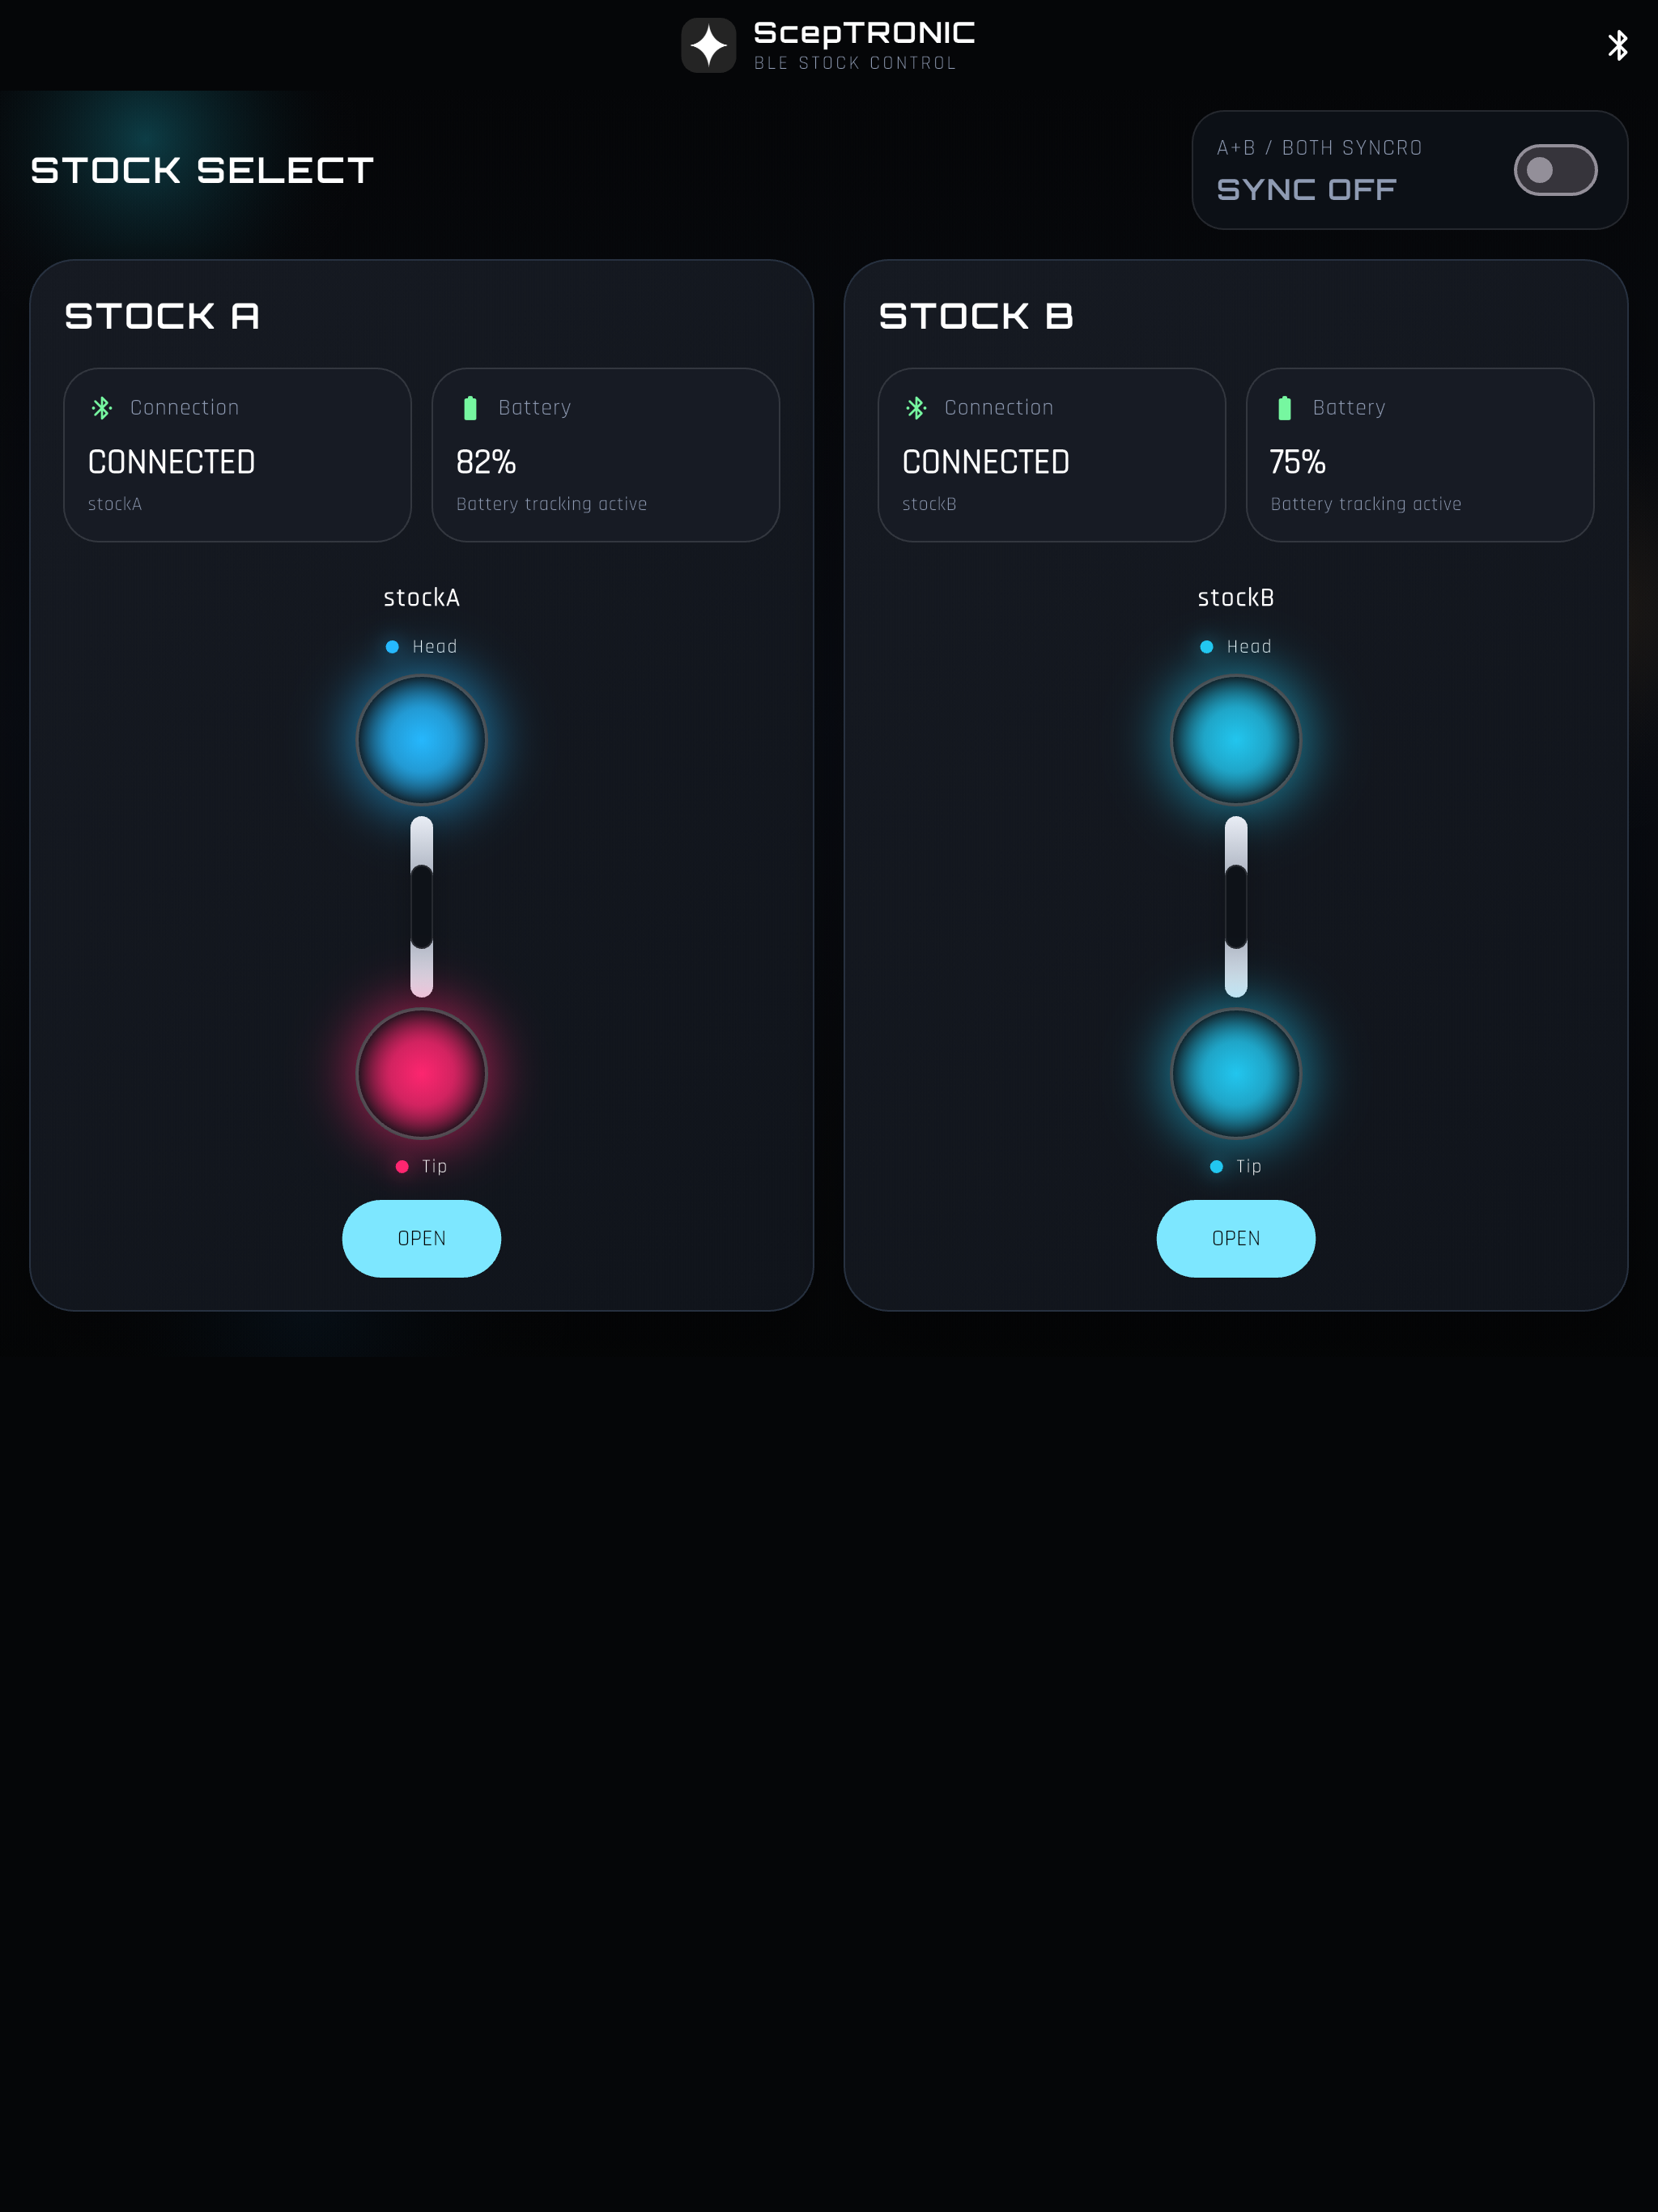 ScepTRONIC
BLE STOCK CONTROL
STOCK SELECT
A+B / BOTH SYNCRO
SYNC OFF
STOCK A
Connection
CONNECTED
stockA
Battery
82%
Battery tracking active
stockA
Head
Tip
OPEN
STOCK B
Connection
CONNECTED
stockB
Battery
75%
Battery tracking active
stockB
Head
Tip
OPEN